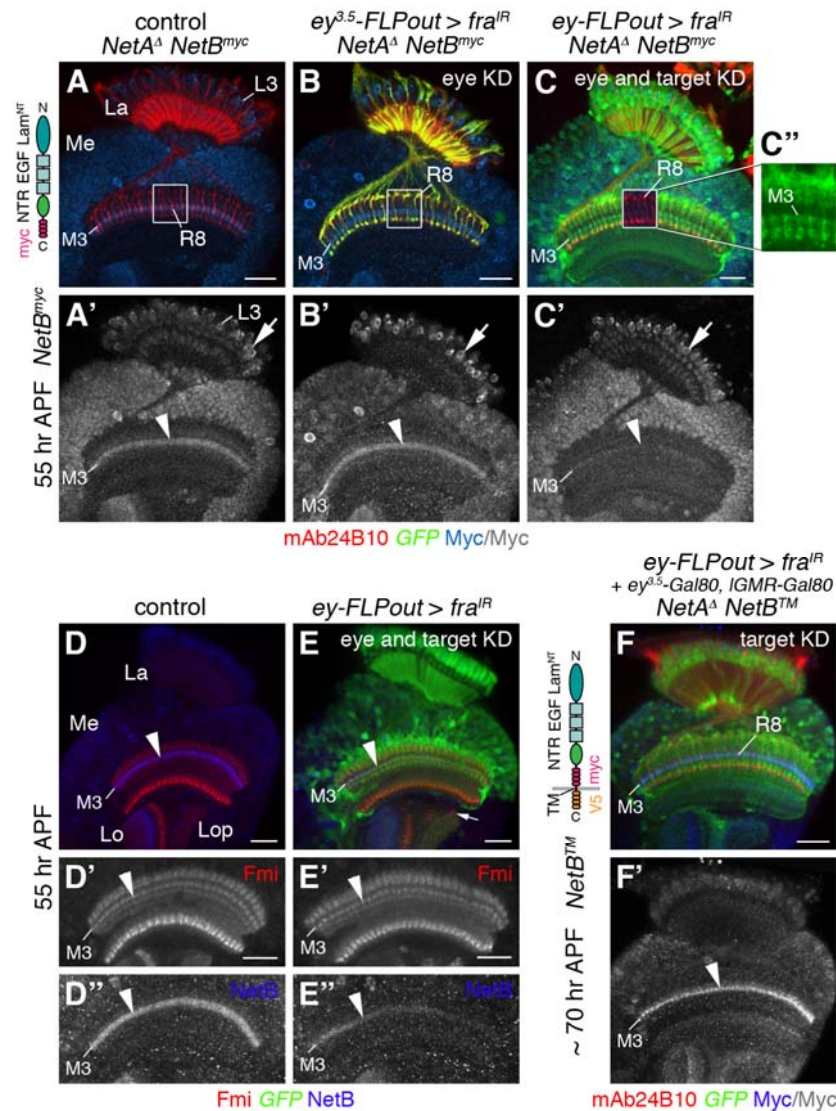 control
NetA^Δ NetB^myc
ey^3.5-FLPout > fra^IR
NetA^Δ NetB^myc
ey-FLPout > fra^IR
NetA^Δ NetB^myc
A
La
L3
Me
M3
R8
B
eye KD
R8
M3
C
eye and target KD
R8
M3
C''
M3
N
myc NTR EGF Lam^NT
C
55 hr APF NetB^myc
A'
L3
M3
B'
M3
C'
M3
mAb24B10 GFP Myc/Myc
control
ey-FLPout > fra^IR
ey-FLPout > fra^IR
+ ey^3.5-Gal80, lGMR-Gal80
NetA^Δ NetB^TM
D
La
Me
M3
Lo
Lop
E
eye and target KD
M3
F
target KD
R8
M3
N
NTR EGF Lam^NT
myc
TM
V5
C
55 hr APF
D'
Fmi
M3
E'
Fmi
M3
D''
NetB
M3
E''
NetB
M3
~ 70 hr APF NetB^TM
F'
M3
Fmi GFP NetB
mAb24B10 GFP Myc/Myc